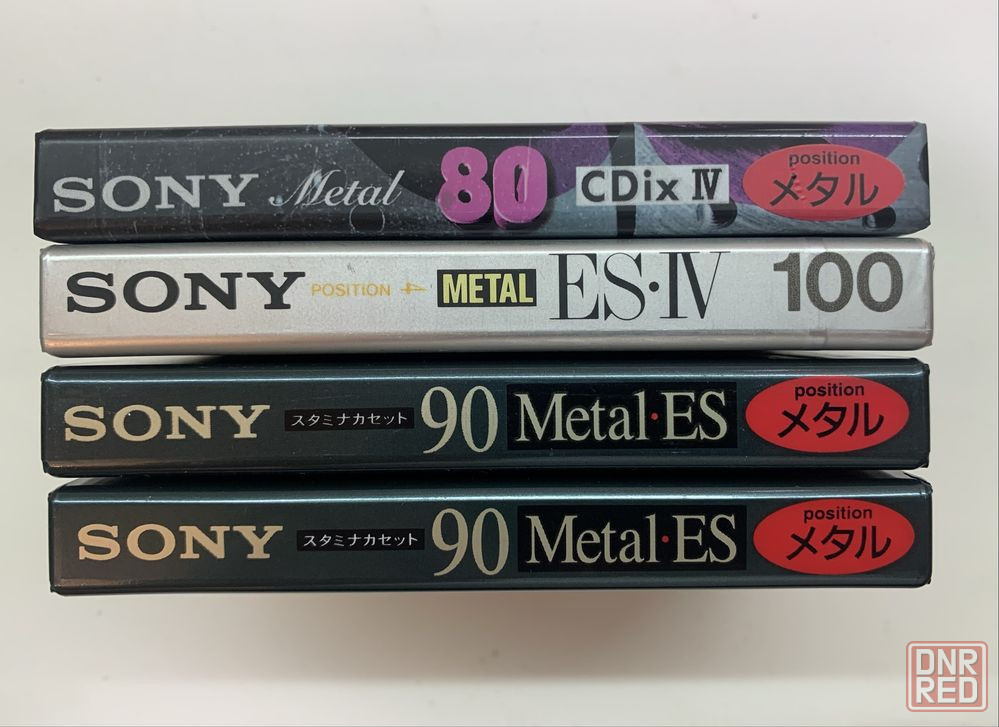 SONY Metal 80 CDix IV position メタル
SONY POSITION 4 METAL ES·IV 100
SONY スタミナカセット 90 Metal·ES position メタル
SONY スタミナカセット 90 Metal·ES position メタル
DNR
RED